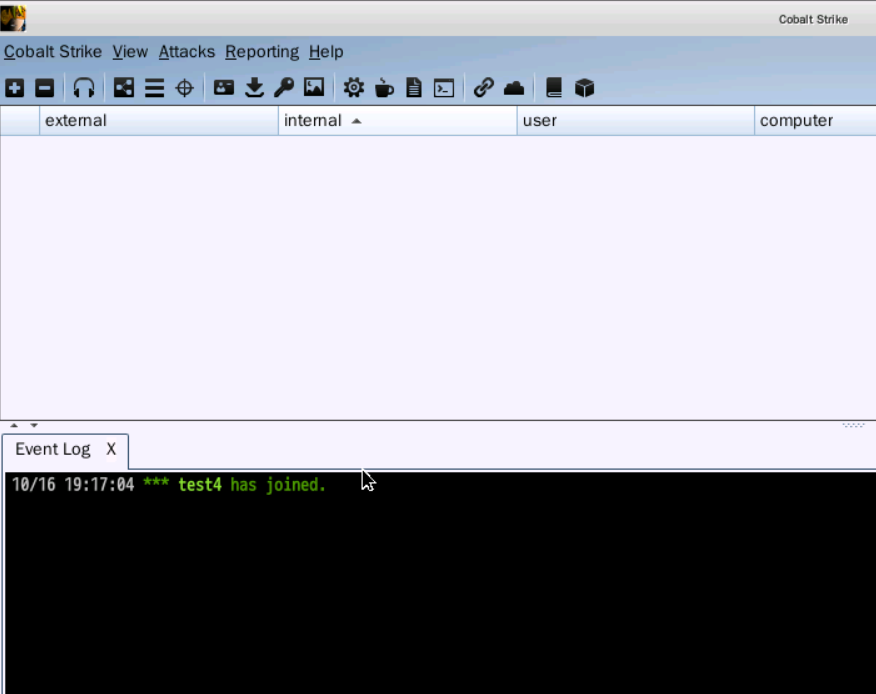 Cobalt Strike
Cobalt Strike View Attacks Reporting Help
external internal user computer
Event Log X
10/16 19:17:04 *** test4 has joined.